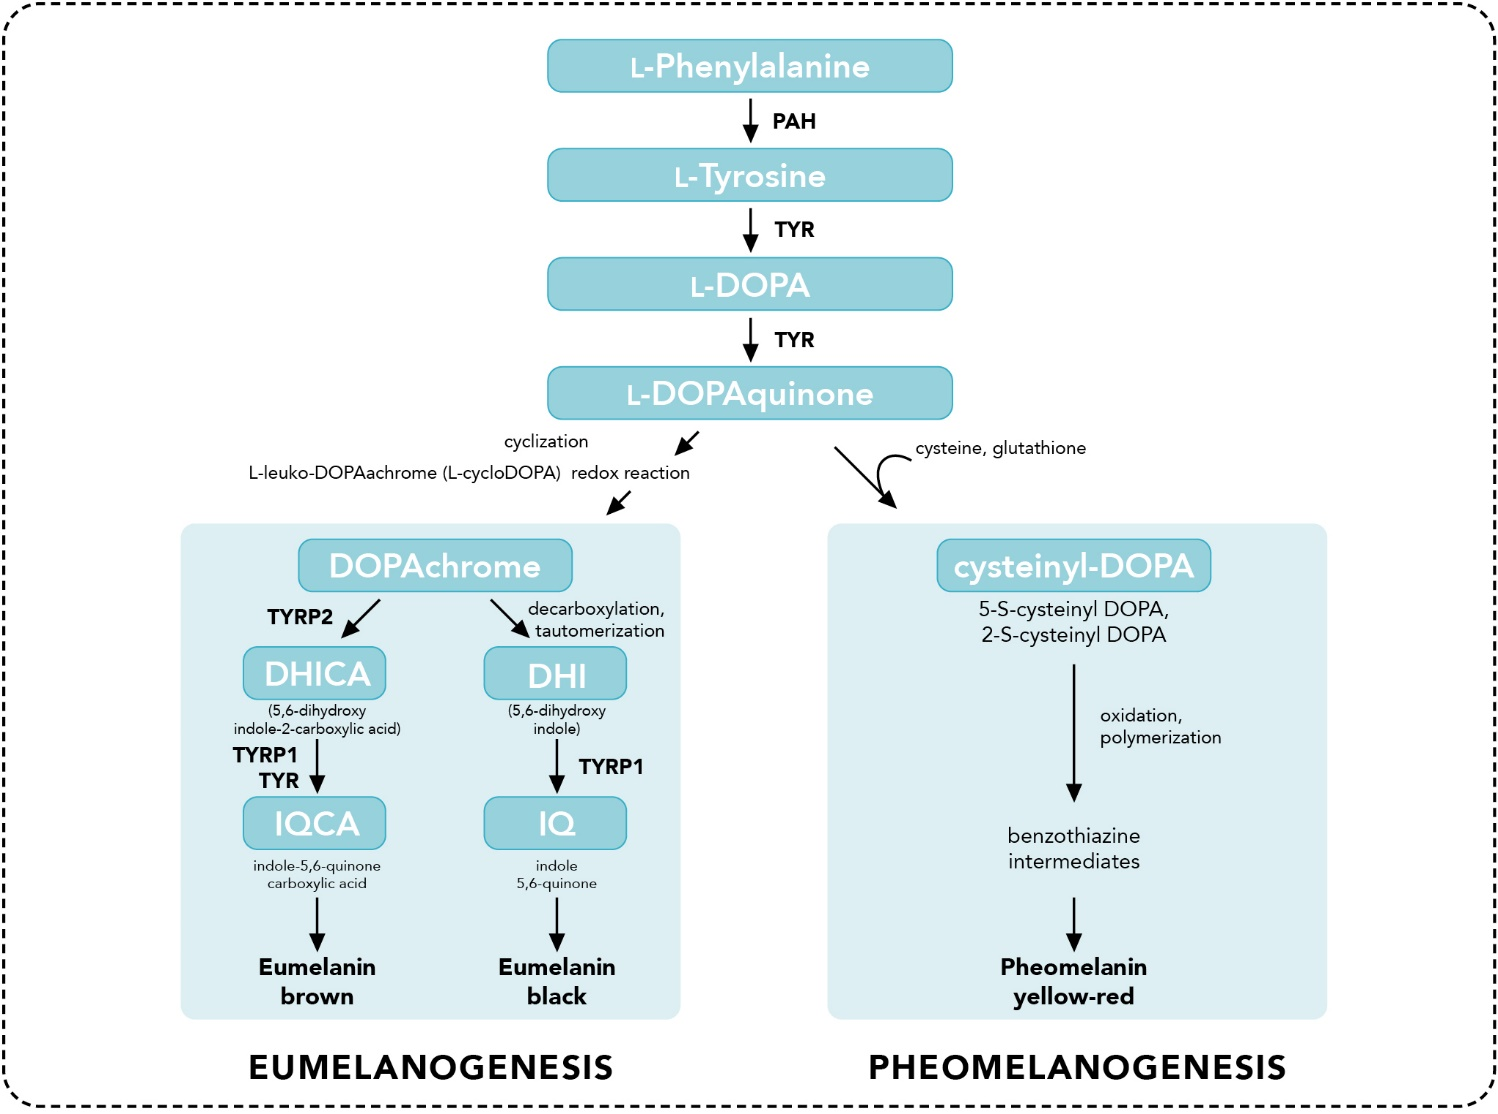 L-Phenylalanine
PAH
L-Tyrosine
TYR
L-DOPA
TYR
L-DOPAquinone
cyclization
L-leuko-DOPAachrome (L-cycloDOPA) redox reaction
cysteine, glutathione
DOPAchrome
TYRP2
decarboxylation,
tautomerization
DHICA
(5,6-dihydroxy
indole-2-carboxylic acid)
DHI
(5,6-dihydroxy
indole)
TYRP1
TYR
TYRP1
IQCA
indole-5,6-quinone
carboxylic acid
IQ
indole
5,6-quinone
Eumelanin
brown
Eumelanin
black
EUMELANOGENESIS
cysteinyl-DOPA
5-S-cysteinyl DOPA,
2-S-cysteinyl DOPA
oxidation,
polymerization
benzothiazine
intermediates
Pheomelanin
yellow-red
PHEOMELANOGENESIS